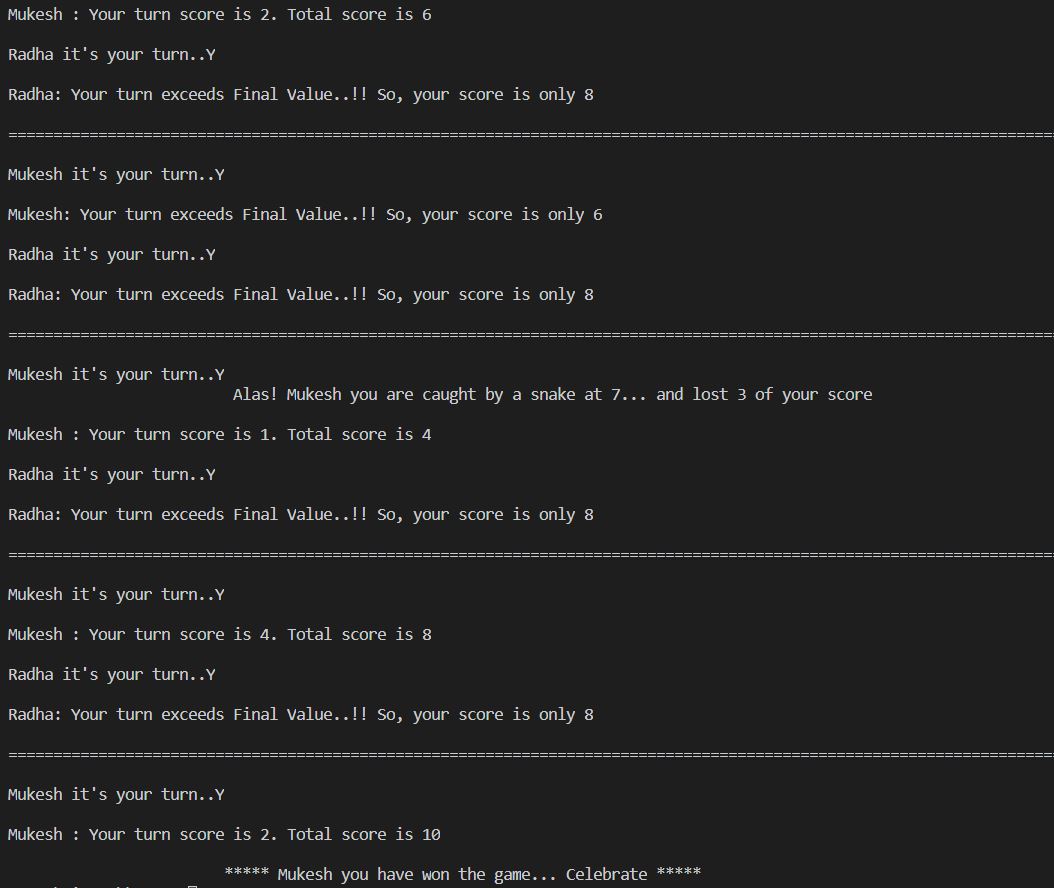 Mukesh : Your turn score is 2. Total score is 6
Radha it's your turn..Y
Radha: Your turn exceeds Final Value..!! So, your score is only 8
====================================================================================================================
Mukesh it's your turn..Y
Mukesh: Your turn exceeds Final Value..!! So, your score is only 6
Radha it's your turn..Y
Radha: Your turn exceeds Final Value..!! So, your score is only 8
====================================================================================================================
Mukesh it's your turn..Y
Alas! Mukesh you are caught by a snake at 7... and lost 3 of your score
Mukesh : Your turn score is 1. Total score is 4
Radha it's your turn..Y
Radha: Your turn exceeds Final Value..!! So, your score is only 8
====================================================================================================================
Mukesh it's your turn..Y
Mukesh : Your turn score is 4. Total score is 8
Radha it's your turn..Y
Radha: Your turn exceeds Final Value..!! So, your score is only 8
====================================================================================================================
Mukesh it's your turn..Y
Mukesh : Your turn score is 2. Total score is 10
***** Mukesh you have won the game... Celebrate *****